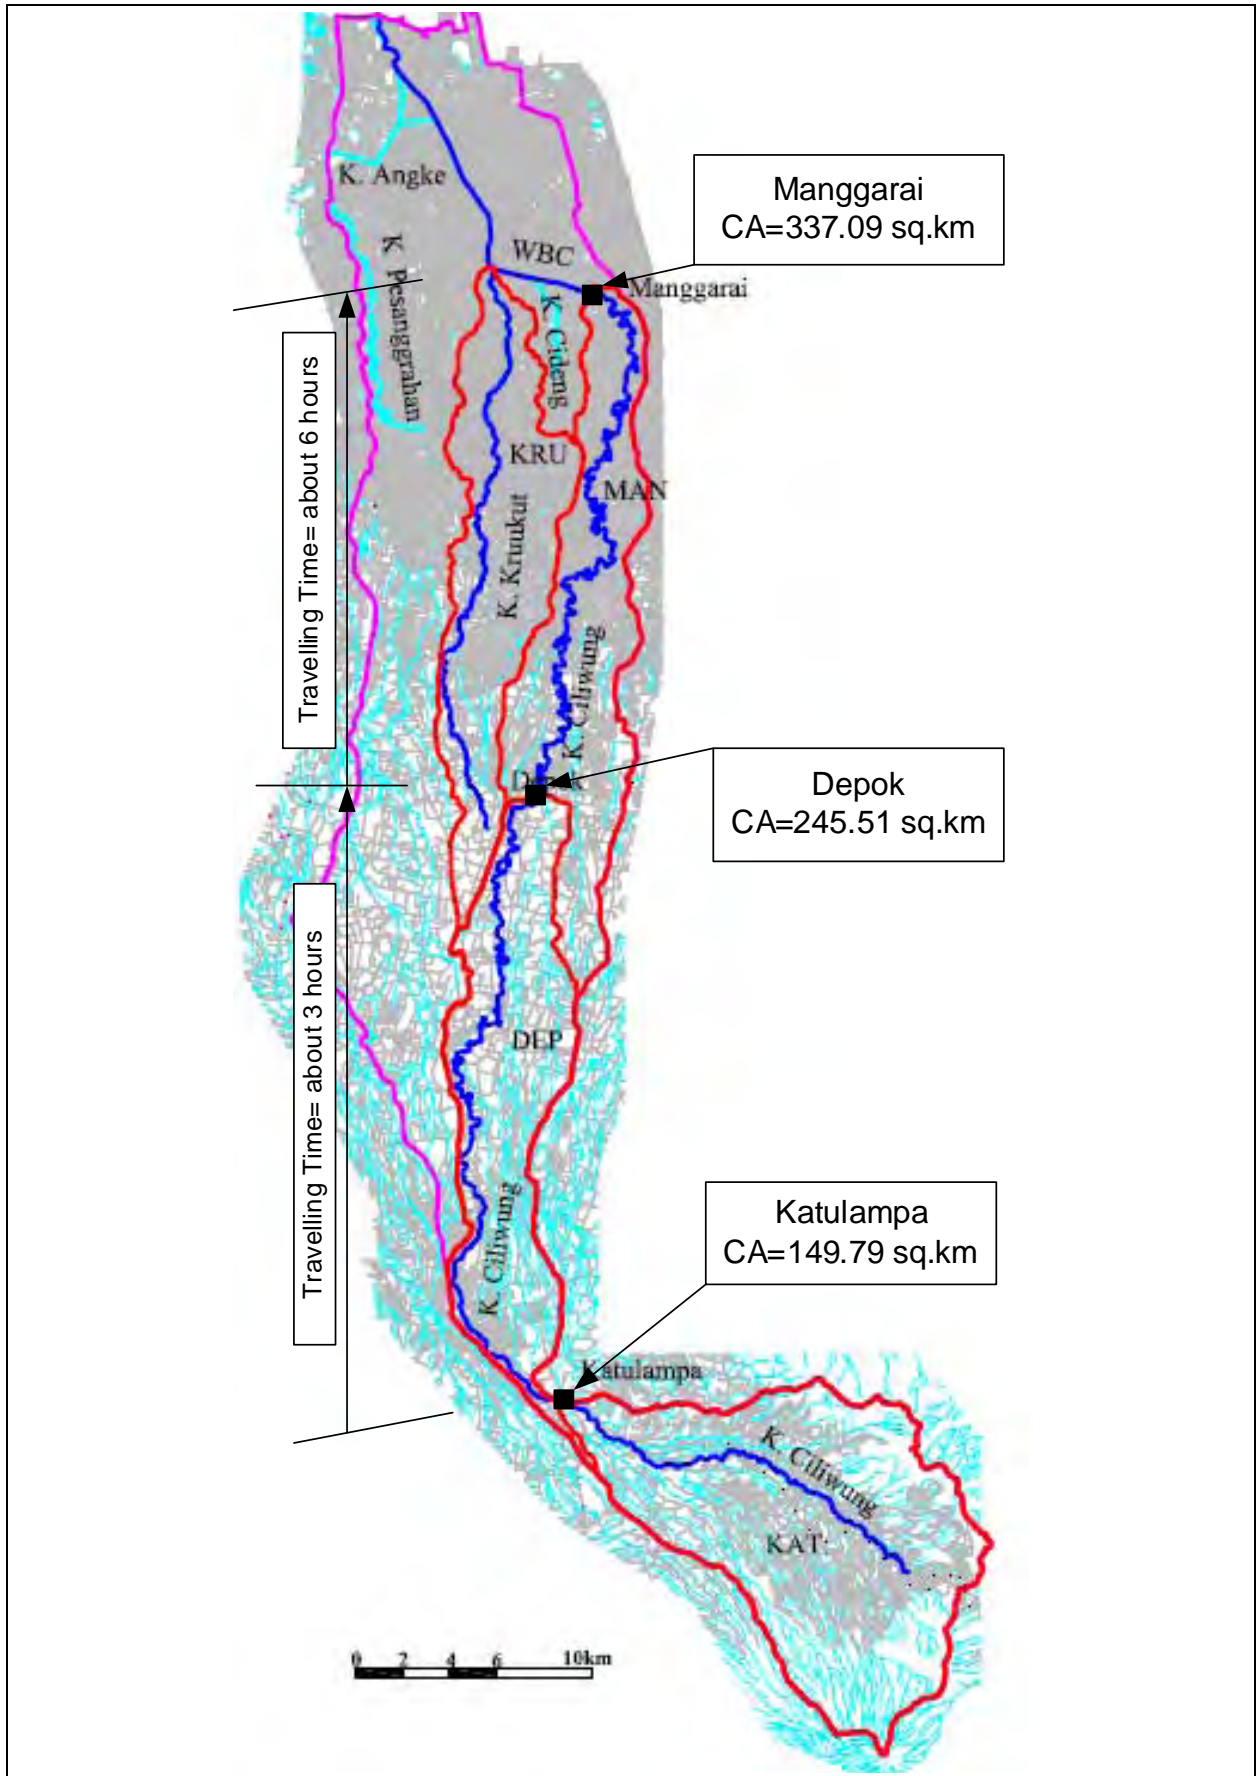 K. Angke
Manggarai
CA=337.09 sq.km
WBC
Manggarai
K Pesanggrahan
K. Cideng
Travelling Time= about 6 hours
KRU
MAN
K. Kruukut
K. Ciliwung
Depok
CA=245.51 sq.km
Travelling Time= about 3 hours
DEP
K. Ciliwung
Katulampa
CA=149.79 sq.km
Katulampa
K. Ciliwung
KAT
0 2 4 6 10km